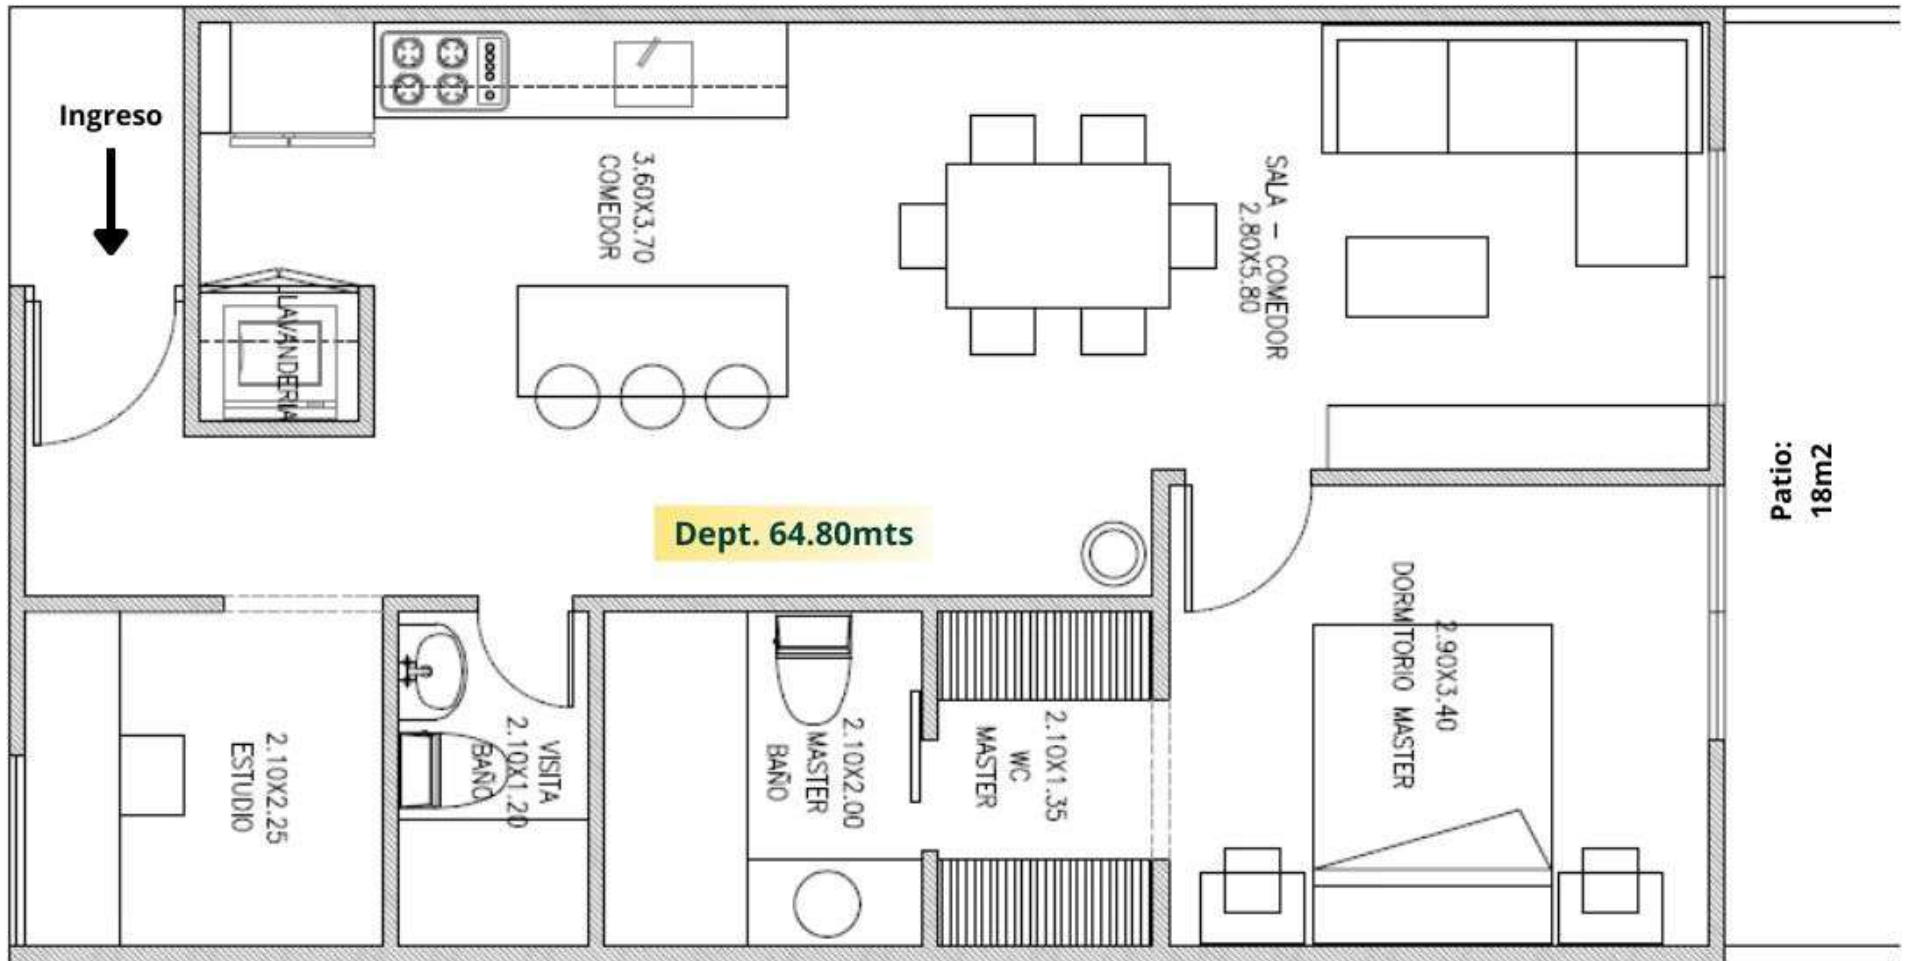 Ingreso
3.60X3.70
COMEDOR
SALA - COMEDOR
2.80X5.80
LAVANDERIA
Patio:
18m2
Dept. 64.80mts
2.10X2.25
ESTUDIO
VISITA
2.10X1.20
BAÑO
2.10X2.00
MASTER
BAÑO
2.10X1.35
WC
MASTER
2.90X3.40
DORMITORIO MASTER